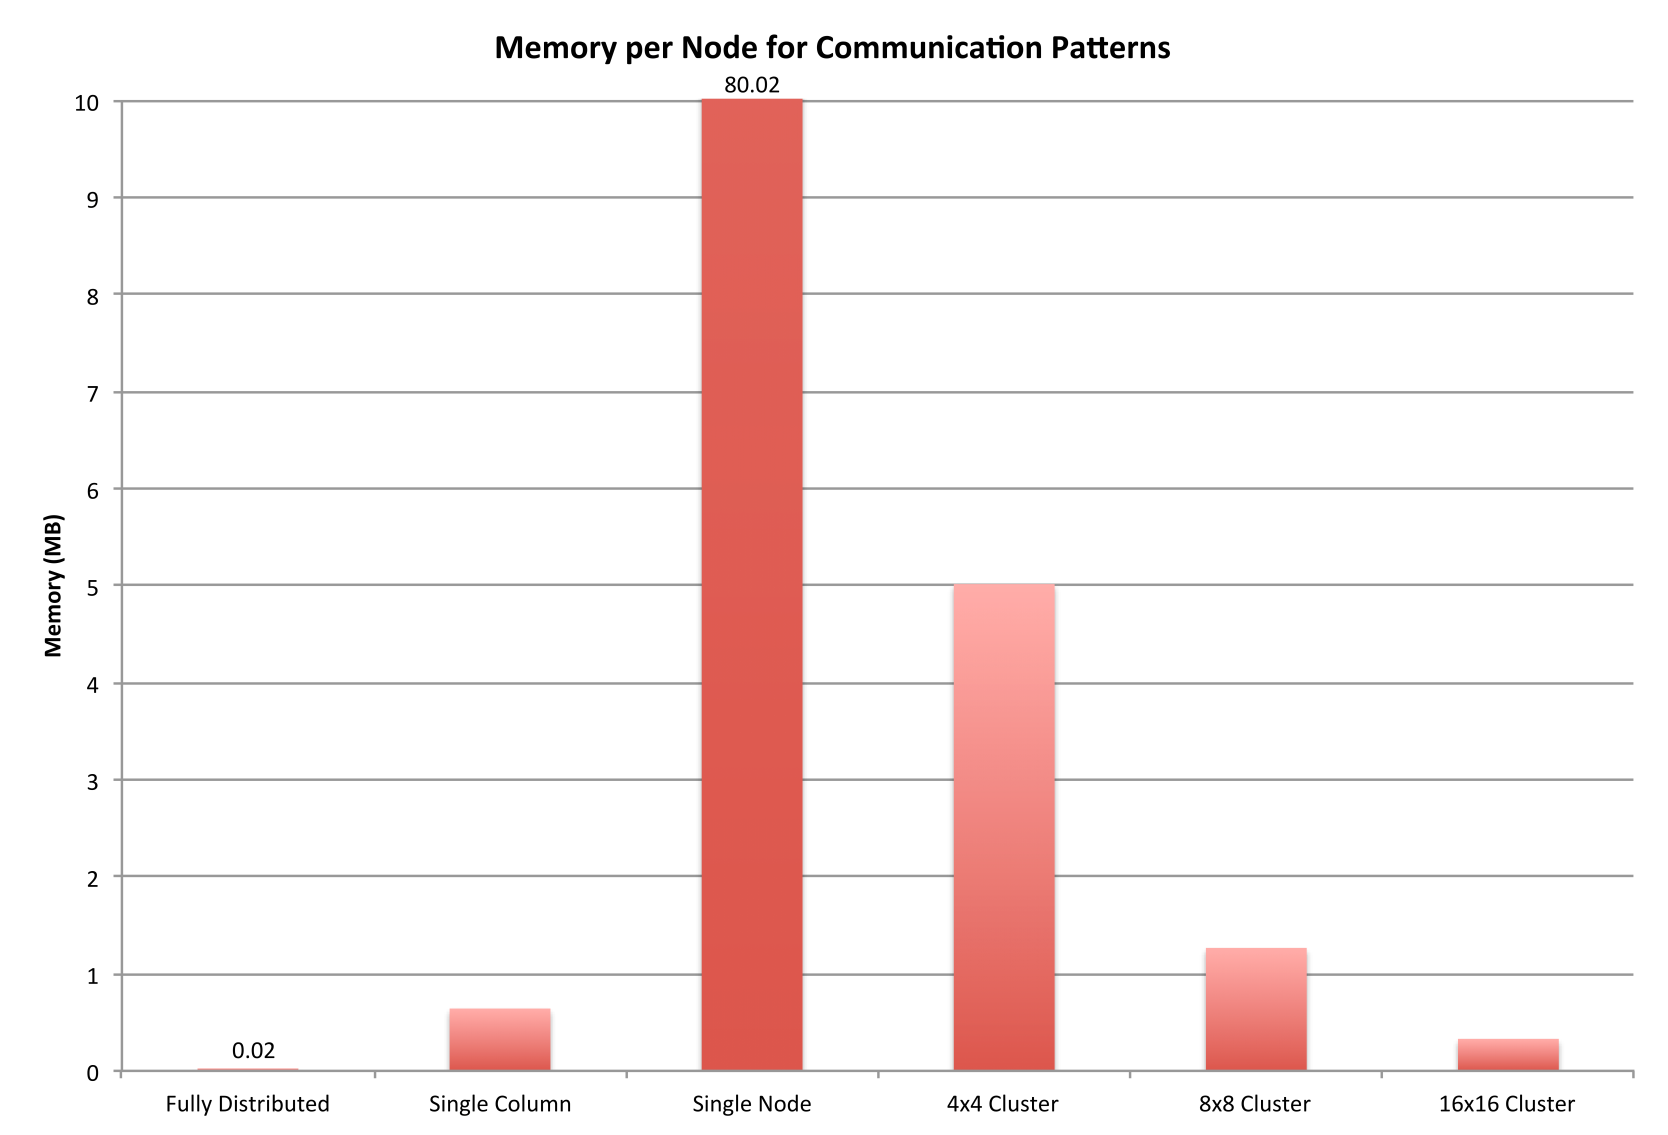 Memory per Node for Communication Patterns
80.02
10
9
8
7
6
5
4
3
2
1
0
Memory (MB)
0.02
Fully Distributed
Single Column
Single Node
4x4 Cluster
8x8 Cluster
16x16 Cluster